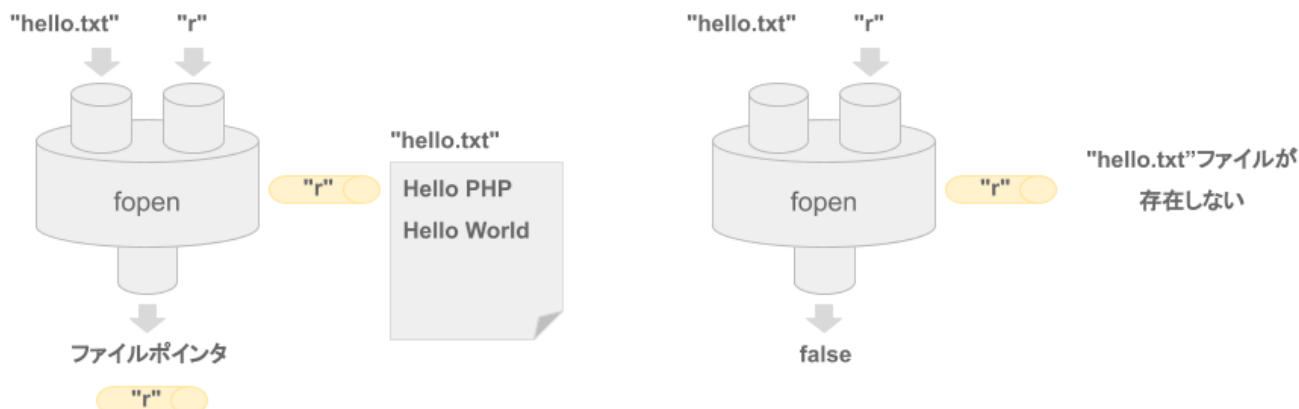 "hello.txt" "r"
fopen
"r"
"hello.txt"
Hello PHP
Hello World
ファイルポインタ
"r"
"hello.txt" "r"
fopen
"r"
"hello.txt”ファイルが
存在しない
false